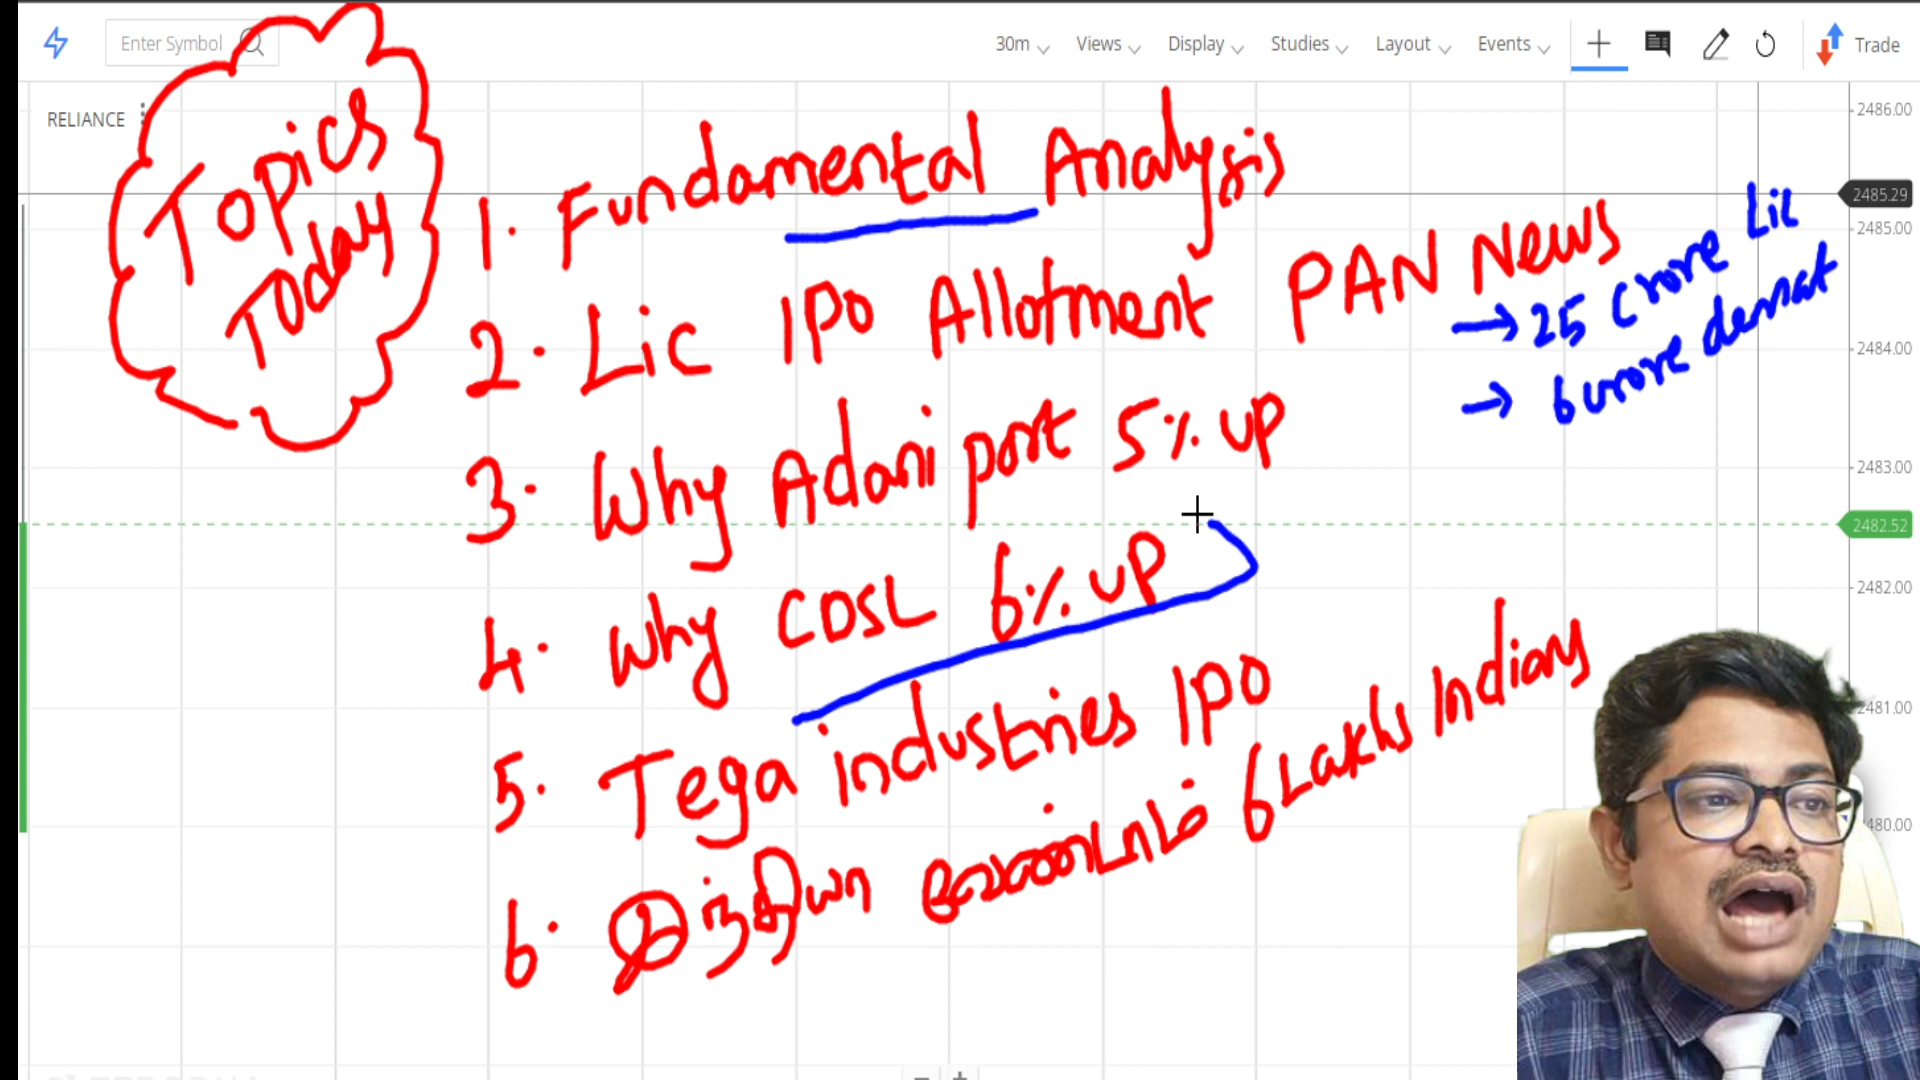 Enter Symbol
30m Views Display Studies Layout Events Trade
RELIANCE
Topics
Today
1. Fundamental Analysis
2. Lic IPO Allotment PAN News
→ 25 Crore Lic
→ 6 crore demat
3. Why Adani port 5% up
4. Why CDSL 6% up
5. Tega industries IPO
6. இந்தியா வேண்டாம் 6 Lakhs Indians
2486.00
2485.29
2485.00
2484.00
2483.00
2482.52
2482.00
2481.00
480.00